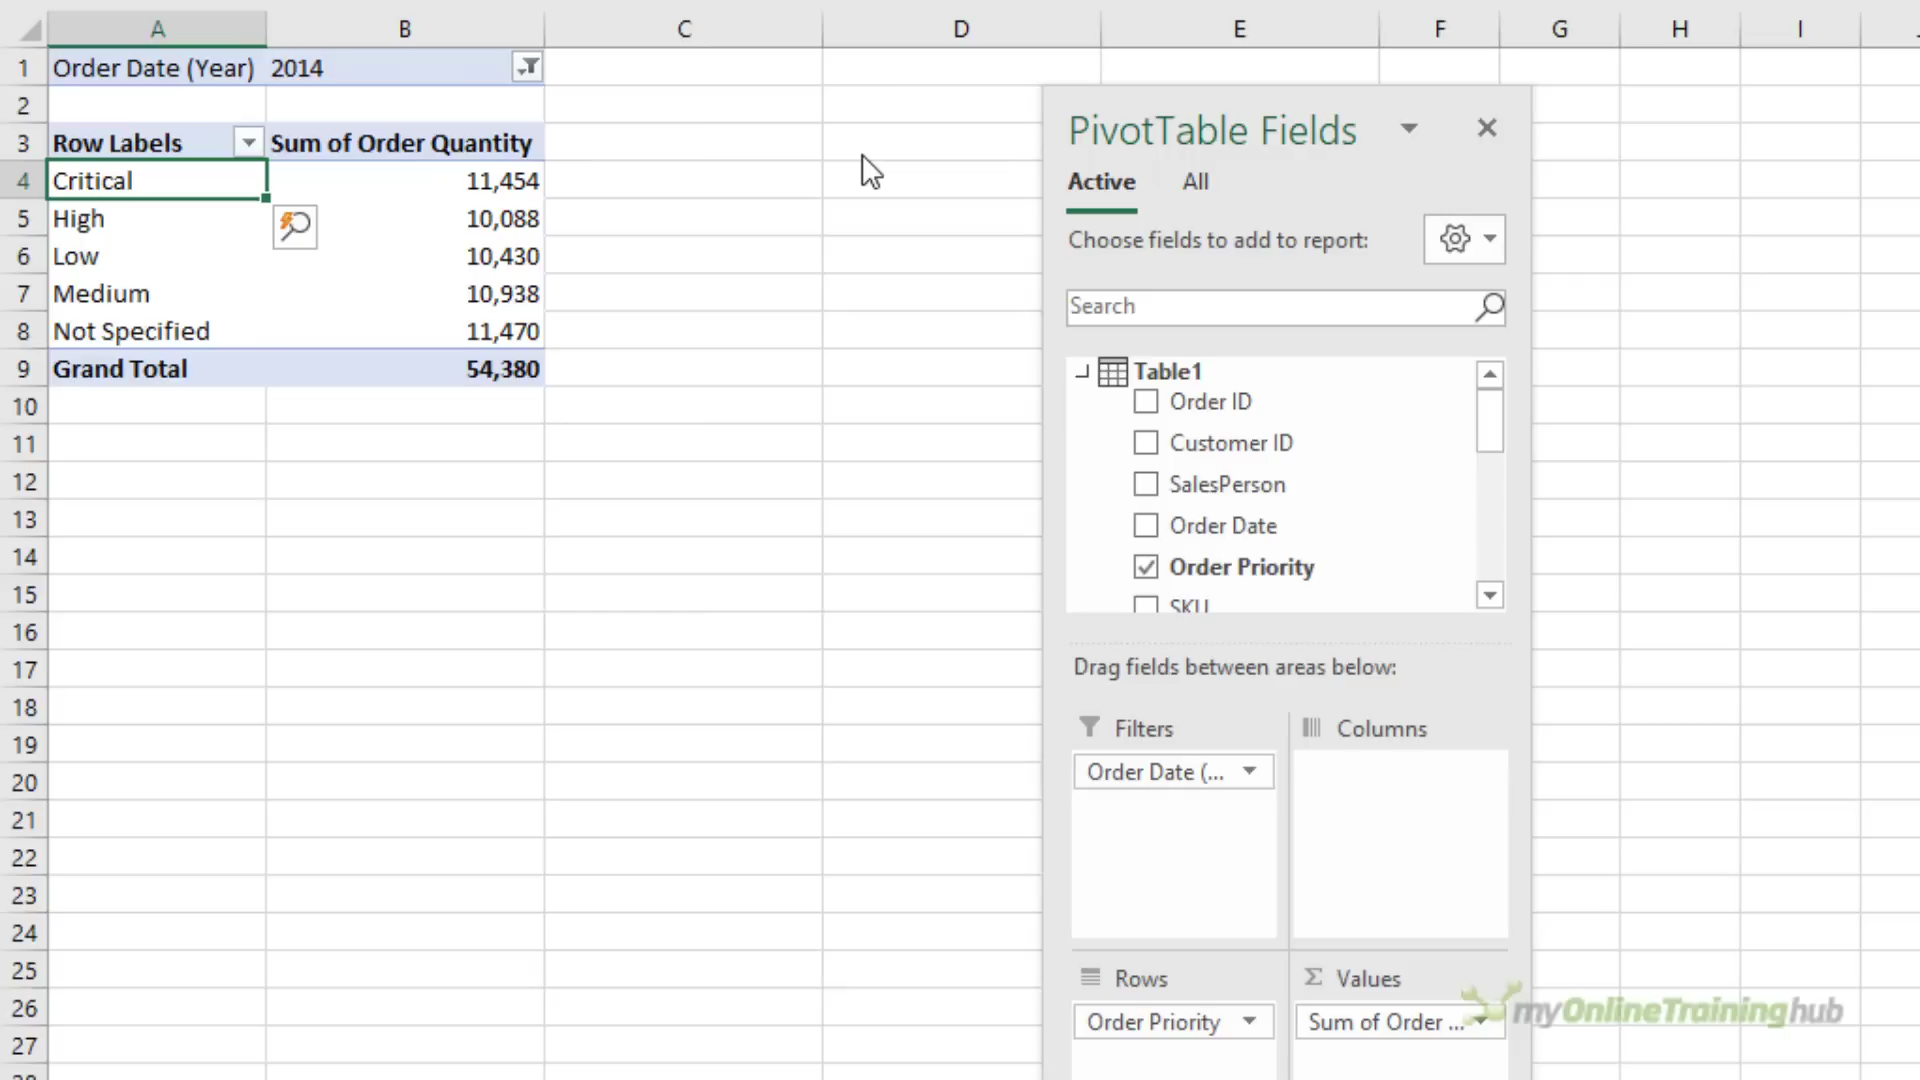 A B C D E F G H I
1 Order Date (Year) 2014
2
3 Row Labels Sum of Order Quantity
4 Critical 11,454
5 High 10,088
6 Low 10,430
7 Medium 10,938
8 Not Specified 11,470
9 Grand Total 54,380
10
11
12
13
14
15
16
17
18
19
20
21
22
23
24
25
26
27
PivotTable Fields
Active All
Choose fields to add to report:
Search
Table1
Order ID
Customer ID
SalesPerson
Order Date
Order Priority
SKU
Drag fields between areas below:
Filters Columns
Order Date (...
Rows Σ Values
Order Priority Sum of Order ...
myOnlineTraininghub